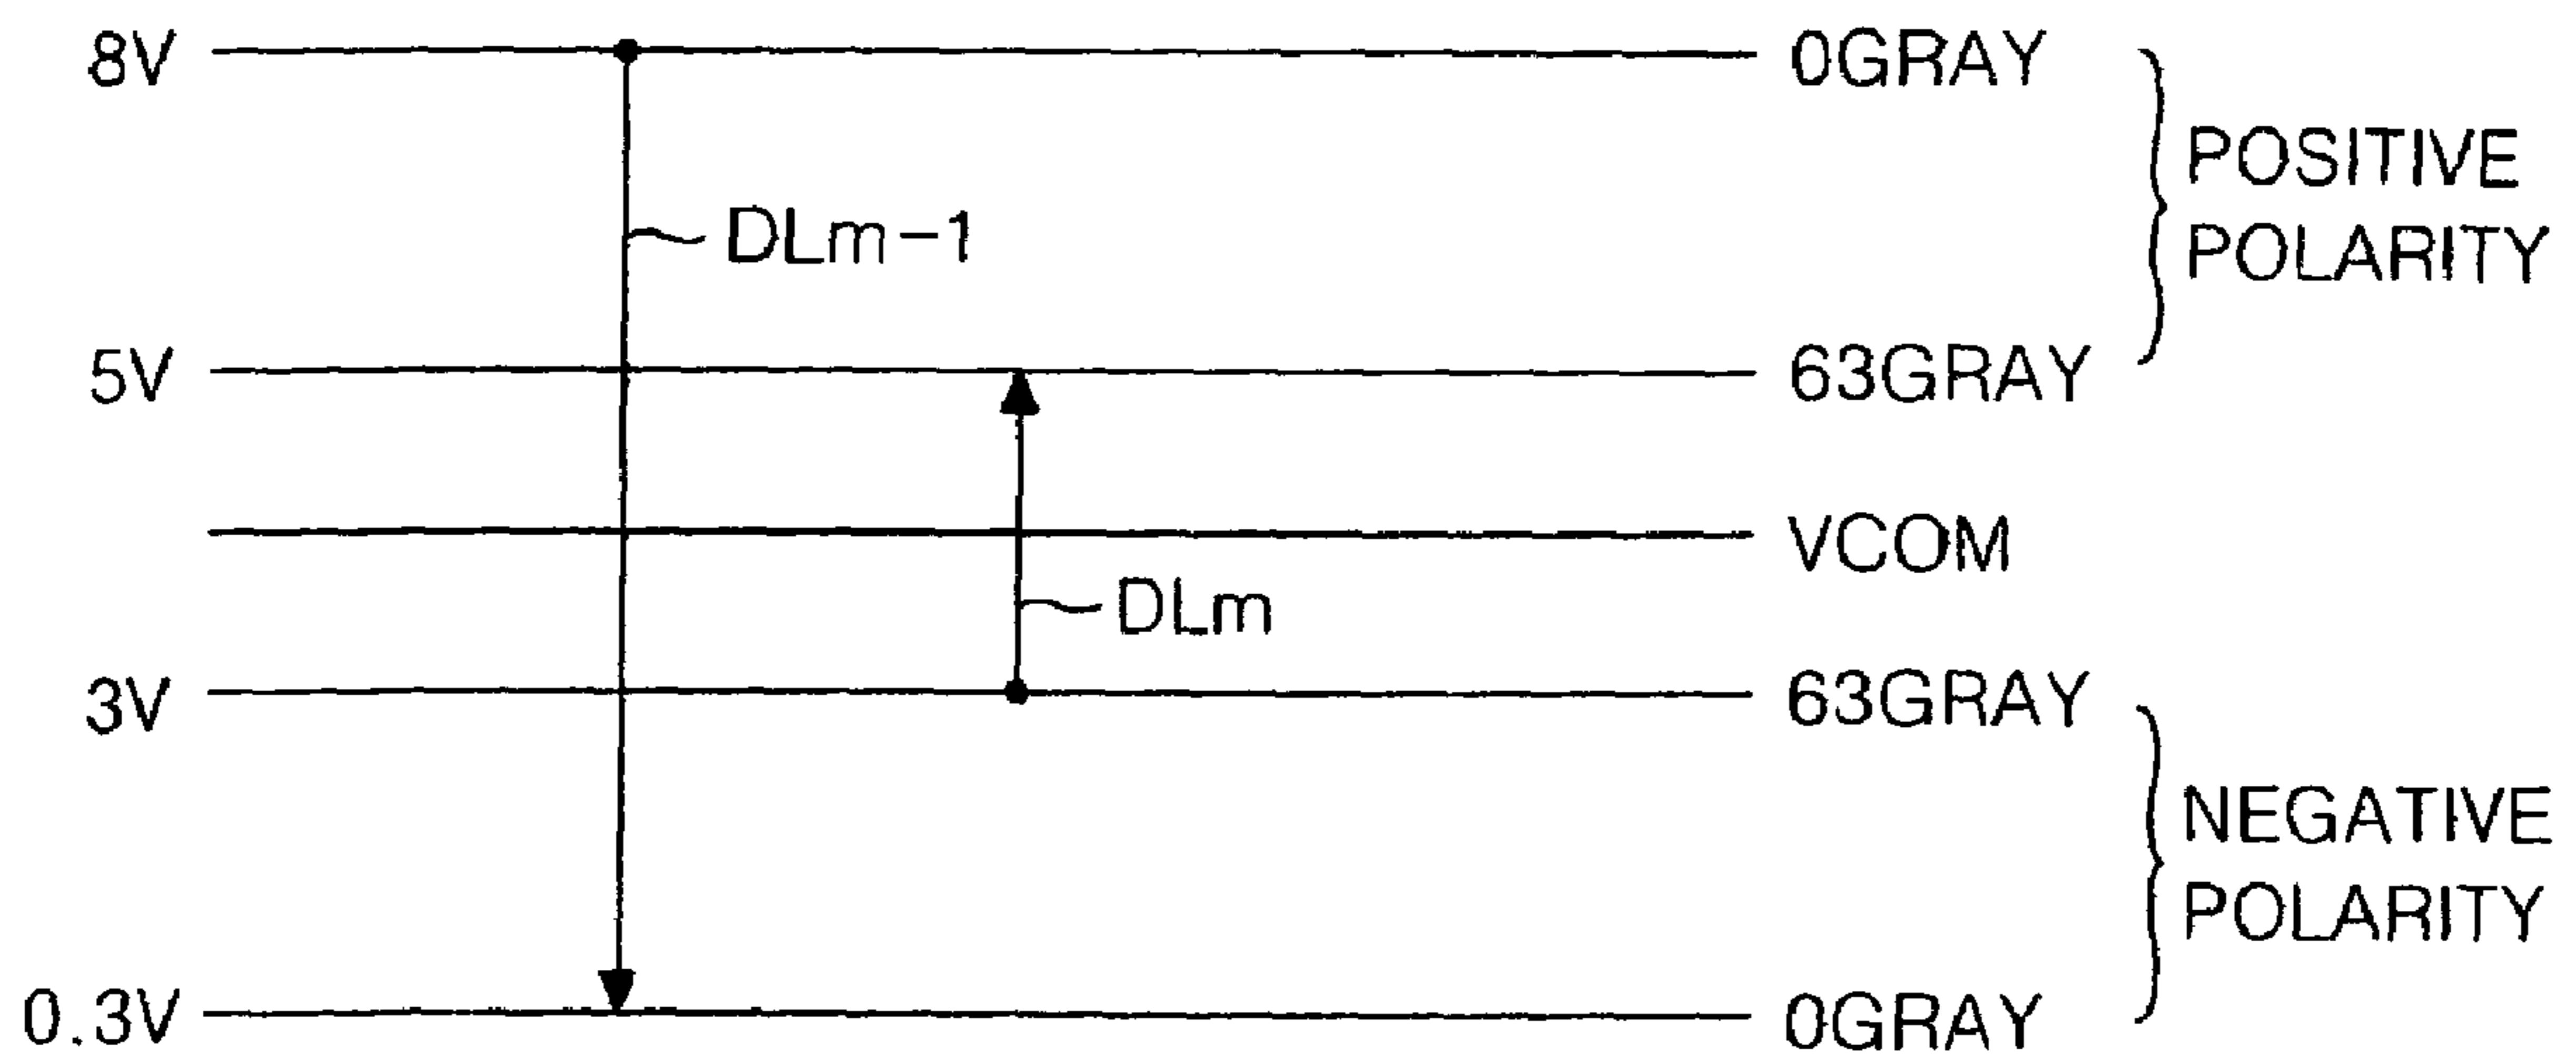 8V 0GRAY
POSITIVE
DLm-1
POLARITY
5V 63GRAY
VCOM
DLm
3V 63GRAY
NEGATIVE
POLARITY
0.3V 0GRAY